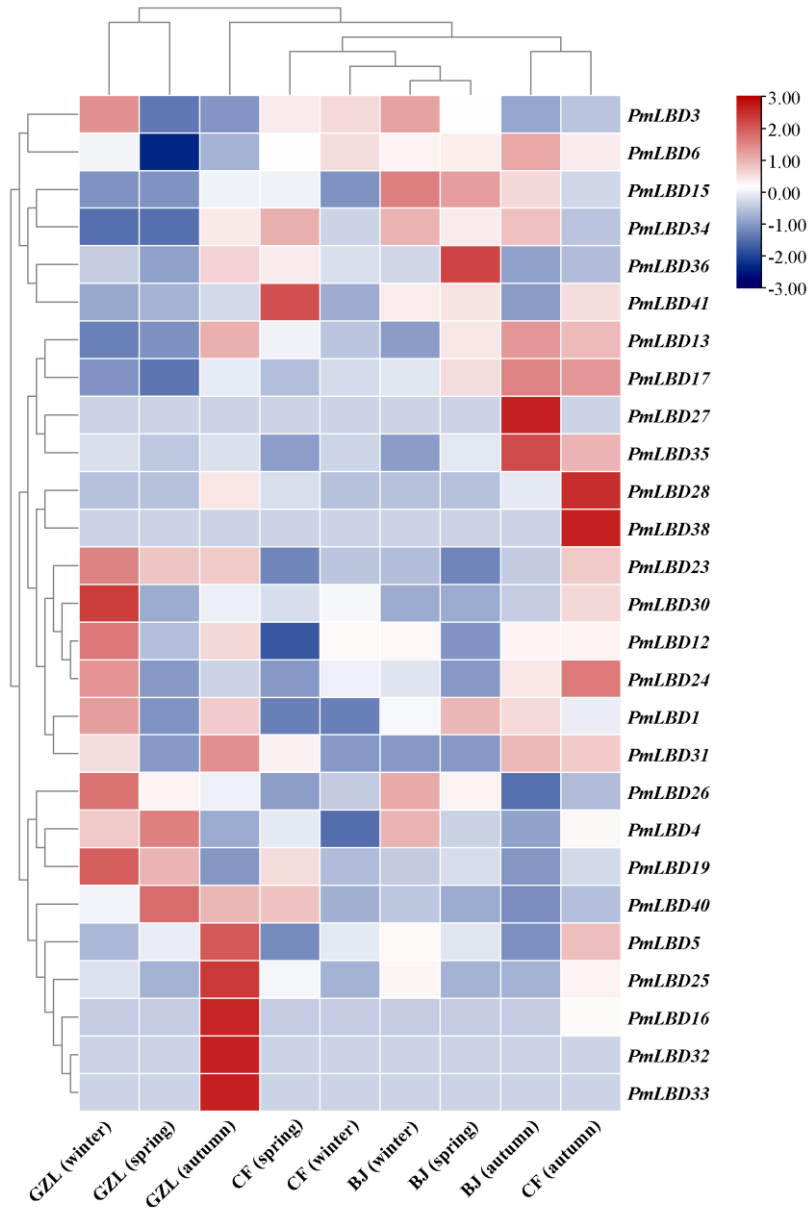 3.00
2.00
1.00
0.00
-1.00
-2.00
-3.00
PmLBD3
PmLBD6
PmLBD15
PmLBD34
PmLBD36
PmLBD41
PmLBD13
PmLBD17
PmLBD27
PmLBD35
PmLBD28
PmLBD38
PmLBD23
PmLBD30
PmLBD12
PmLBD24
PmLBD1
PmLBD31
PmLBD26
PmLBD4
PmLBD19
PmLBD40
PmLBD5
PmLBD25
PmLBD16
PmLBD32
PmLBD33
GZL (winter)
GZL (spring)
GZL (autumn)
CF (spring)
CF (winter)
BJ (winter)
BJ (spring)
BJ (autumn)
CF (autumn)